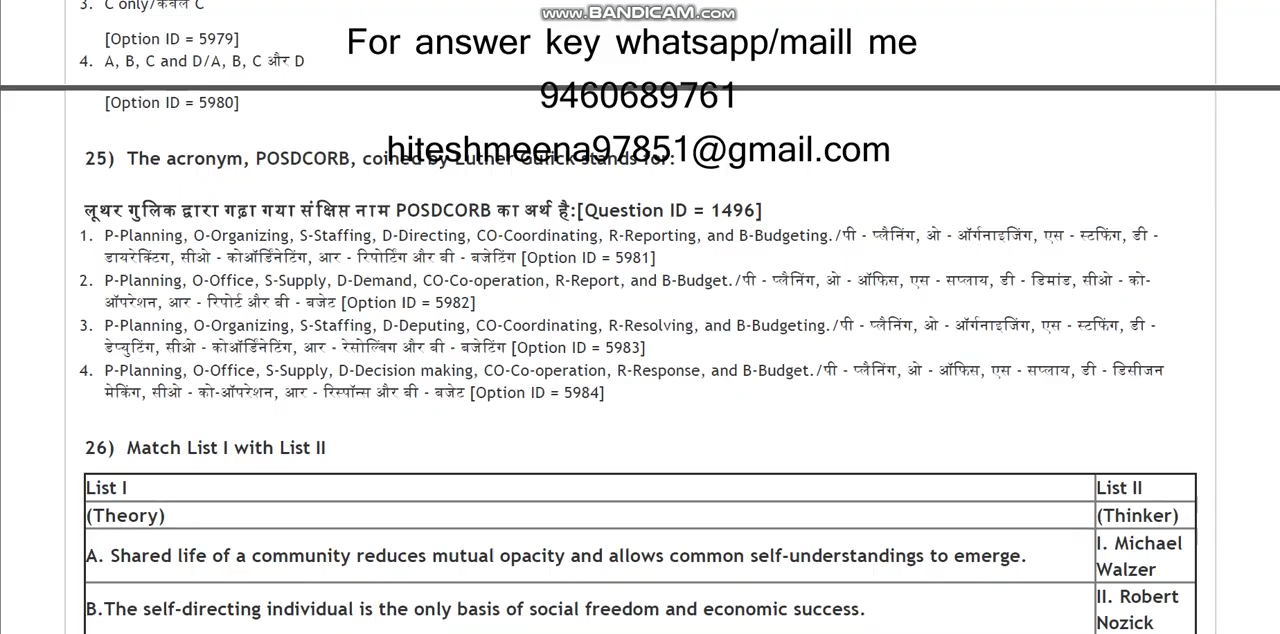 3. C only/केवल C
www.BANDICAM.com
[Option ID = 5979]
For answer key whatsapp/maill me
4. A, B, C and D/A, B, C और D
9460689761
[Option ID = 5980]
hiteshmeena97851@gmail.com
25) The acronym, POSDCORB, coined by Luther Gulick stands for:
लूथर गुलिक द्वारा गढ़ा गया संक्षिप्त नाम POSDCORB का अर्थ है:[Question ID = 1496]
1. P-Planning, O-Organizing, S-Staffing, D-Directing, CO-Coordinating, R-Reporting, and B-Budgeting./पी - प्लैनिंग, ओ - ऑर्गनाइजिंग, एस - स्टफिंग, डी -
डायरेक्टिंग, सीओ - कोऑर्डिनेटिंग, आर - रिपोर्टिंग और बी - बजेटिंग [Option ID = 5981]
2. P-Planning, O-Office, S-Supply, D-Demand, CO-Co-operation, R-Report, and B-Budget./पी - प्लैनिंग, ओ - ऑफिस, एस - सप्लाय, डी - डिमांड, सीओ - को-
ऑपरेशन, आर - रिपोर्ट और बी - बजेट [Option ID = 5982]
3. P-Planning, O-Organizing, S-Staffing, D-Deputing, CO-Coordinating, R-Resolving, and B-Budgeting./पी - प्लैनिंग, ओ - ऑर्गनाइजिंग, एस - स्टफिंग, डी -
डेप्युटिंग, सीओ - कोऑर्डिनेटिंग, आर - रेसोल्विंग और बी - बजेटिंग [Option ID = 5983]
4. P-Planning, O-Office, S-Supply, D-Decision making, CO-Co-operation, R-Response, and B-Budget./पी - प्लैनिंग, ओ - ऑफिस, एस - सप्लाय, डी - डिसीजन
मेकिंग, सीओ - को-ऑपरेशन, आर - रिस्पॉन्स और बी - बजेट [Option ID = 5984]
26) Match List I with List II
List I
List II
(Theory)
(Thinker)
A. Shared life of a community reduces mutual opacity and allows common self-understandings to emerge.
I. Michael
Walzer
B.The self-directing individual is the only basis of social freedom and economic success.
II. Robert
Nozick